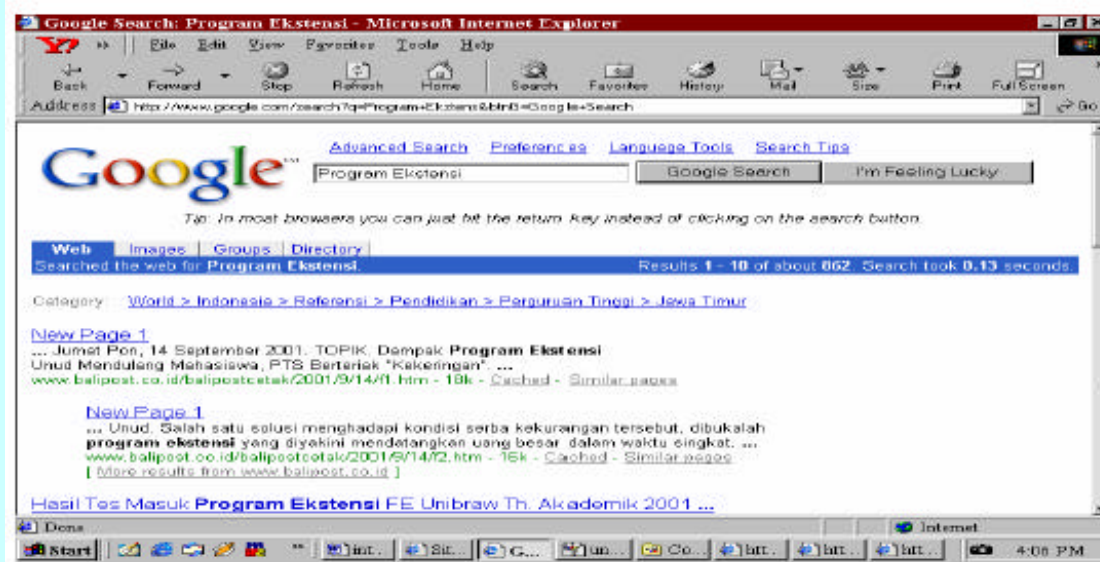 Google Search: Program Ekstensi - Microsoft Internet Explorer
File Edit View Favorites Tools Help
Back Forward Stop Refresh Home Search Favorites History Mail Size Print Full Screen
Address http://www.google.com/search?q=Program+Ekstensi&btnG=Google+Search Go
Advanced Search Preferences Language Tools Search Tips
Google™ Program Ekstensi Google Search I'm Feeling Lucky
Tip: In most browsers you can just hit the return key instead of clicking on the search button.
Web Images Groups Directory
Searched the web for Program Ekstensi. Results 1 - 10 of about 862. Search took 0.13 seconds.
Category: World > Indonesia > Referensi > Pendidikan > Perguruan Tinggi > Jawa Timur
New Page 1
... Jumat Pon, 14 September 2001. TOPIK. Dampak Program Ekstensi
Unud Mendulang Mahasiswa, PTS Berteriak "Kekeringan". ...
www.balipost.co.id/balipostcetak/2001/9/14/f1.htm - 18k - Cached - Similar pages
New Page 1
... Unud. Salah satu solusi menghadapi kondisi serba kekurangan tersebut, dibukalah
program ekstensi yang diyakini mendatangkan uang besar dalam waktu singkat. ...
www.balipost.co.id/balipostcetak/2001/9/14/f2.htm - 16k - Cached - Similar pages
[ More results from www.balipost.co.id ]
Hasil Tes Masuk Program Ekstensi FE Unibraw Th. Akademik 2001 ...
Done Internet
Start int... Sit... G... un... Co... htt... htt... htt... 4:06 PM